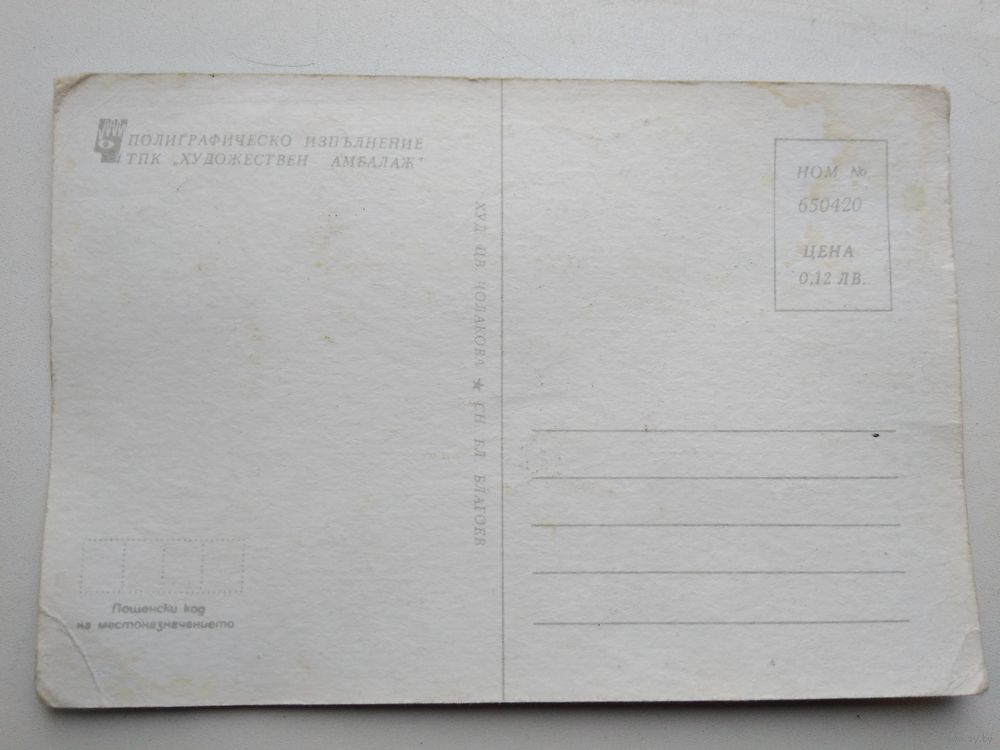 ПОЛИГРАФИЧЕСКО ИЗПЪЛНЕНИЕ
ТПК „ХУДОЖЕСТВЕН АМБАЛАЖ"
ХУД ЦВ ЧОЛАКОВА ★ СН БЛ БЛАГОЕВ
НОМ №
650420
ЦЕНА
0,12 ЛВ.
Пощенски код
на местоназначението